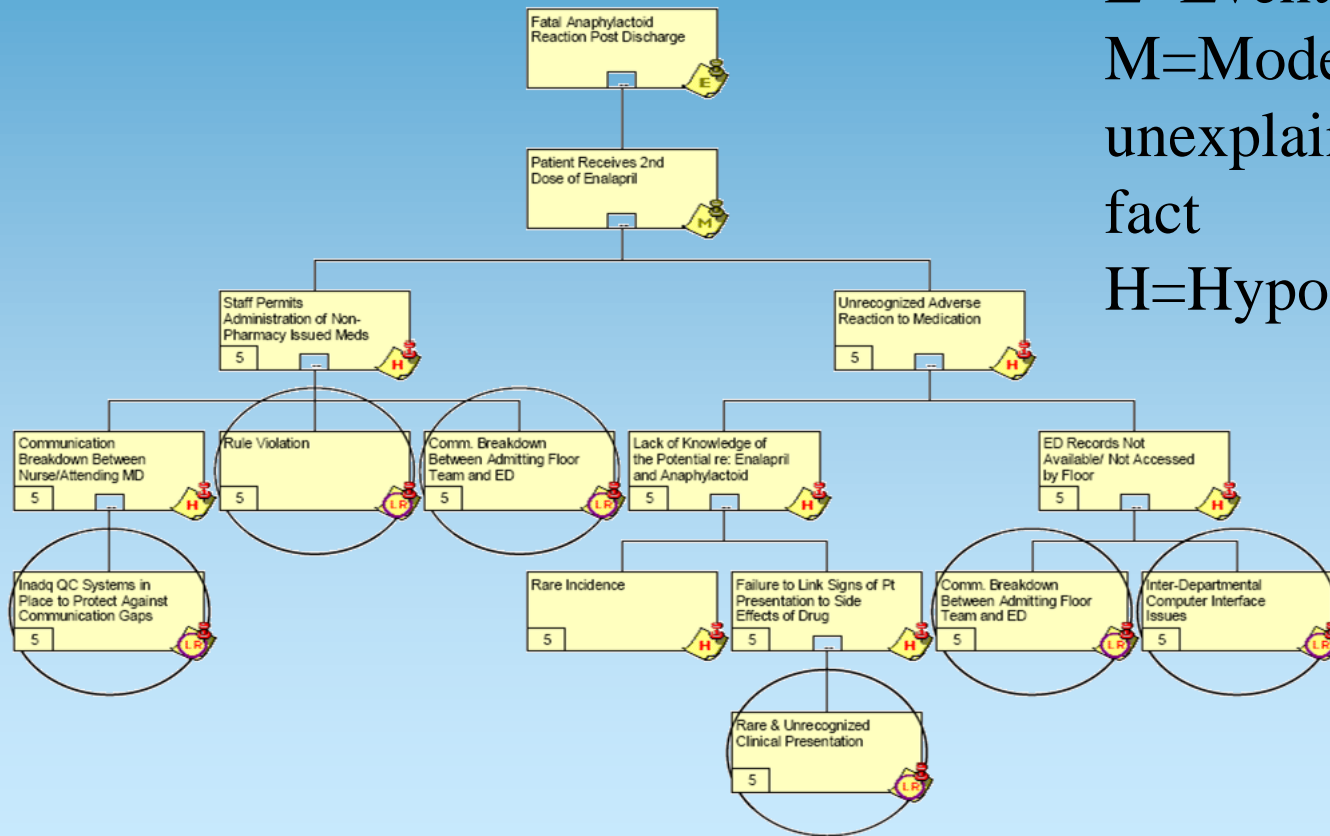 Fatal Anaphylactoid
Reaction Post Discharge
E
M=Mode
unexplain
fact
H=Hypo
Patient Receives 2nd
Dose of Enalapril
M
Staff Permits
Administration of Non-
Pharmacy Issued Meds
5
H
Unrecognized Adverse
Reaction to Medication
5
H
Communication
Breakdown Between
Nurse/Attending MD
5
H
Rule Violation
5
LR
Comm. Breakdown
Between Admitting Floor
Team and ED
5
LR
Lack of Knowledge of
the Potential re: Enalapril
and Anaphylactoid
5
H
ED Records Not
Available/ Not Accessed
by Floor
5
H
Inadq QC Systems in
Place to Protect Against
Communication Gaps
5
LR
Rare Incidence
5
H
Failure to Link Signs of Pt
Presentation to Side
Effects of Drug
5
H
Comm. Breakdown
Between Admitting Floor
Team and ED
5
LR
Inter-Departmental
Computer Interface
Issues
5
LR
Rare & Unrecognized
Clinical Presentation
5
LR